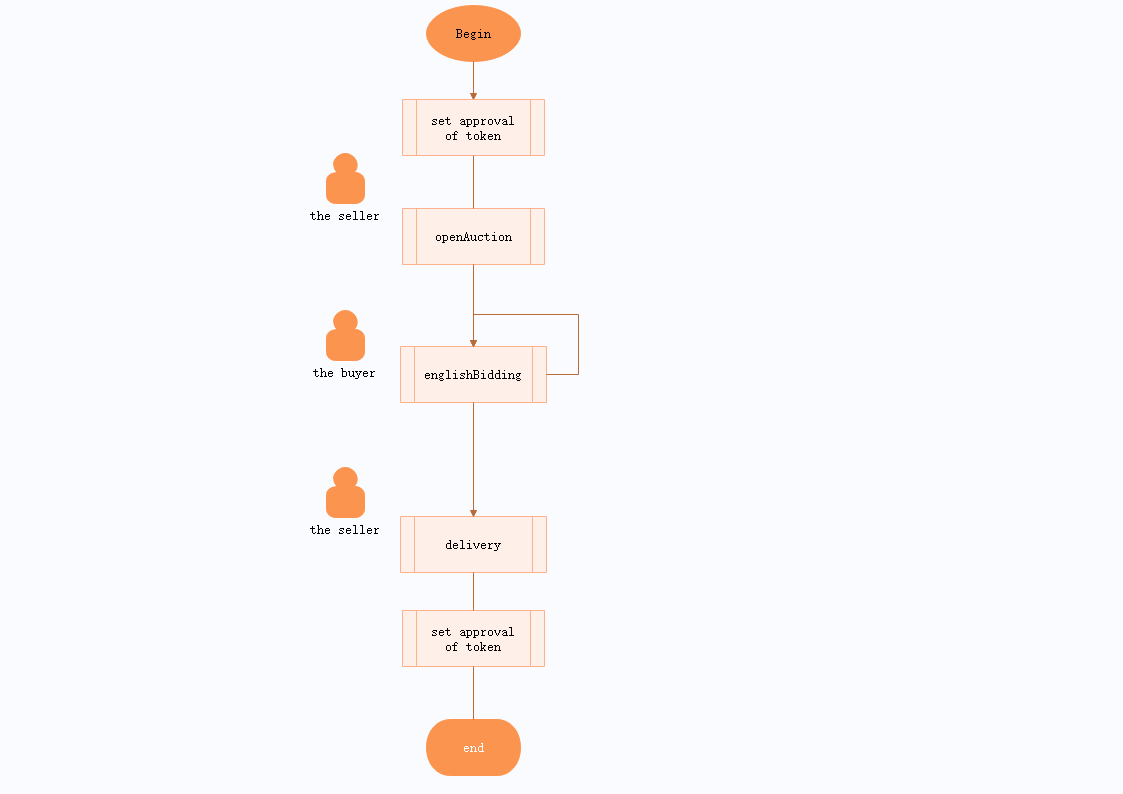 Begin
set approval
of token
the seller
openAuction
the buyer
englishBidding
the seller
delivery
set approval
of token
end